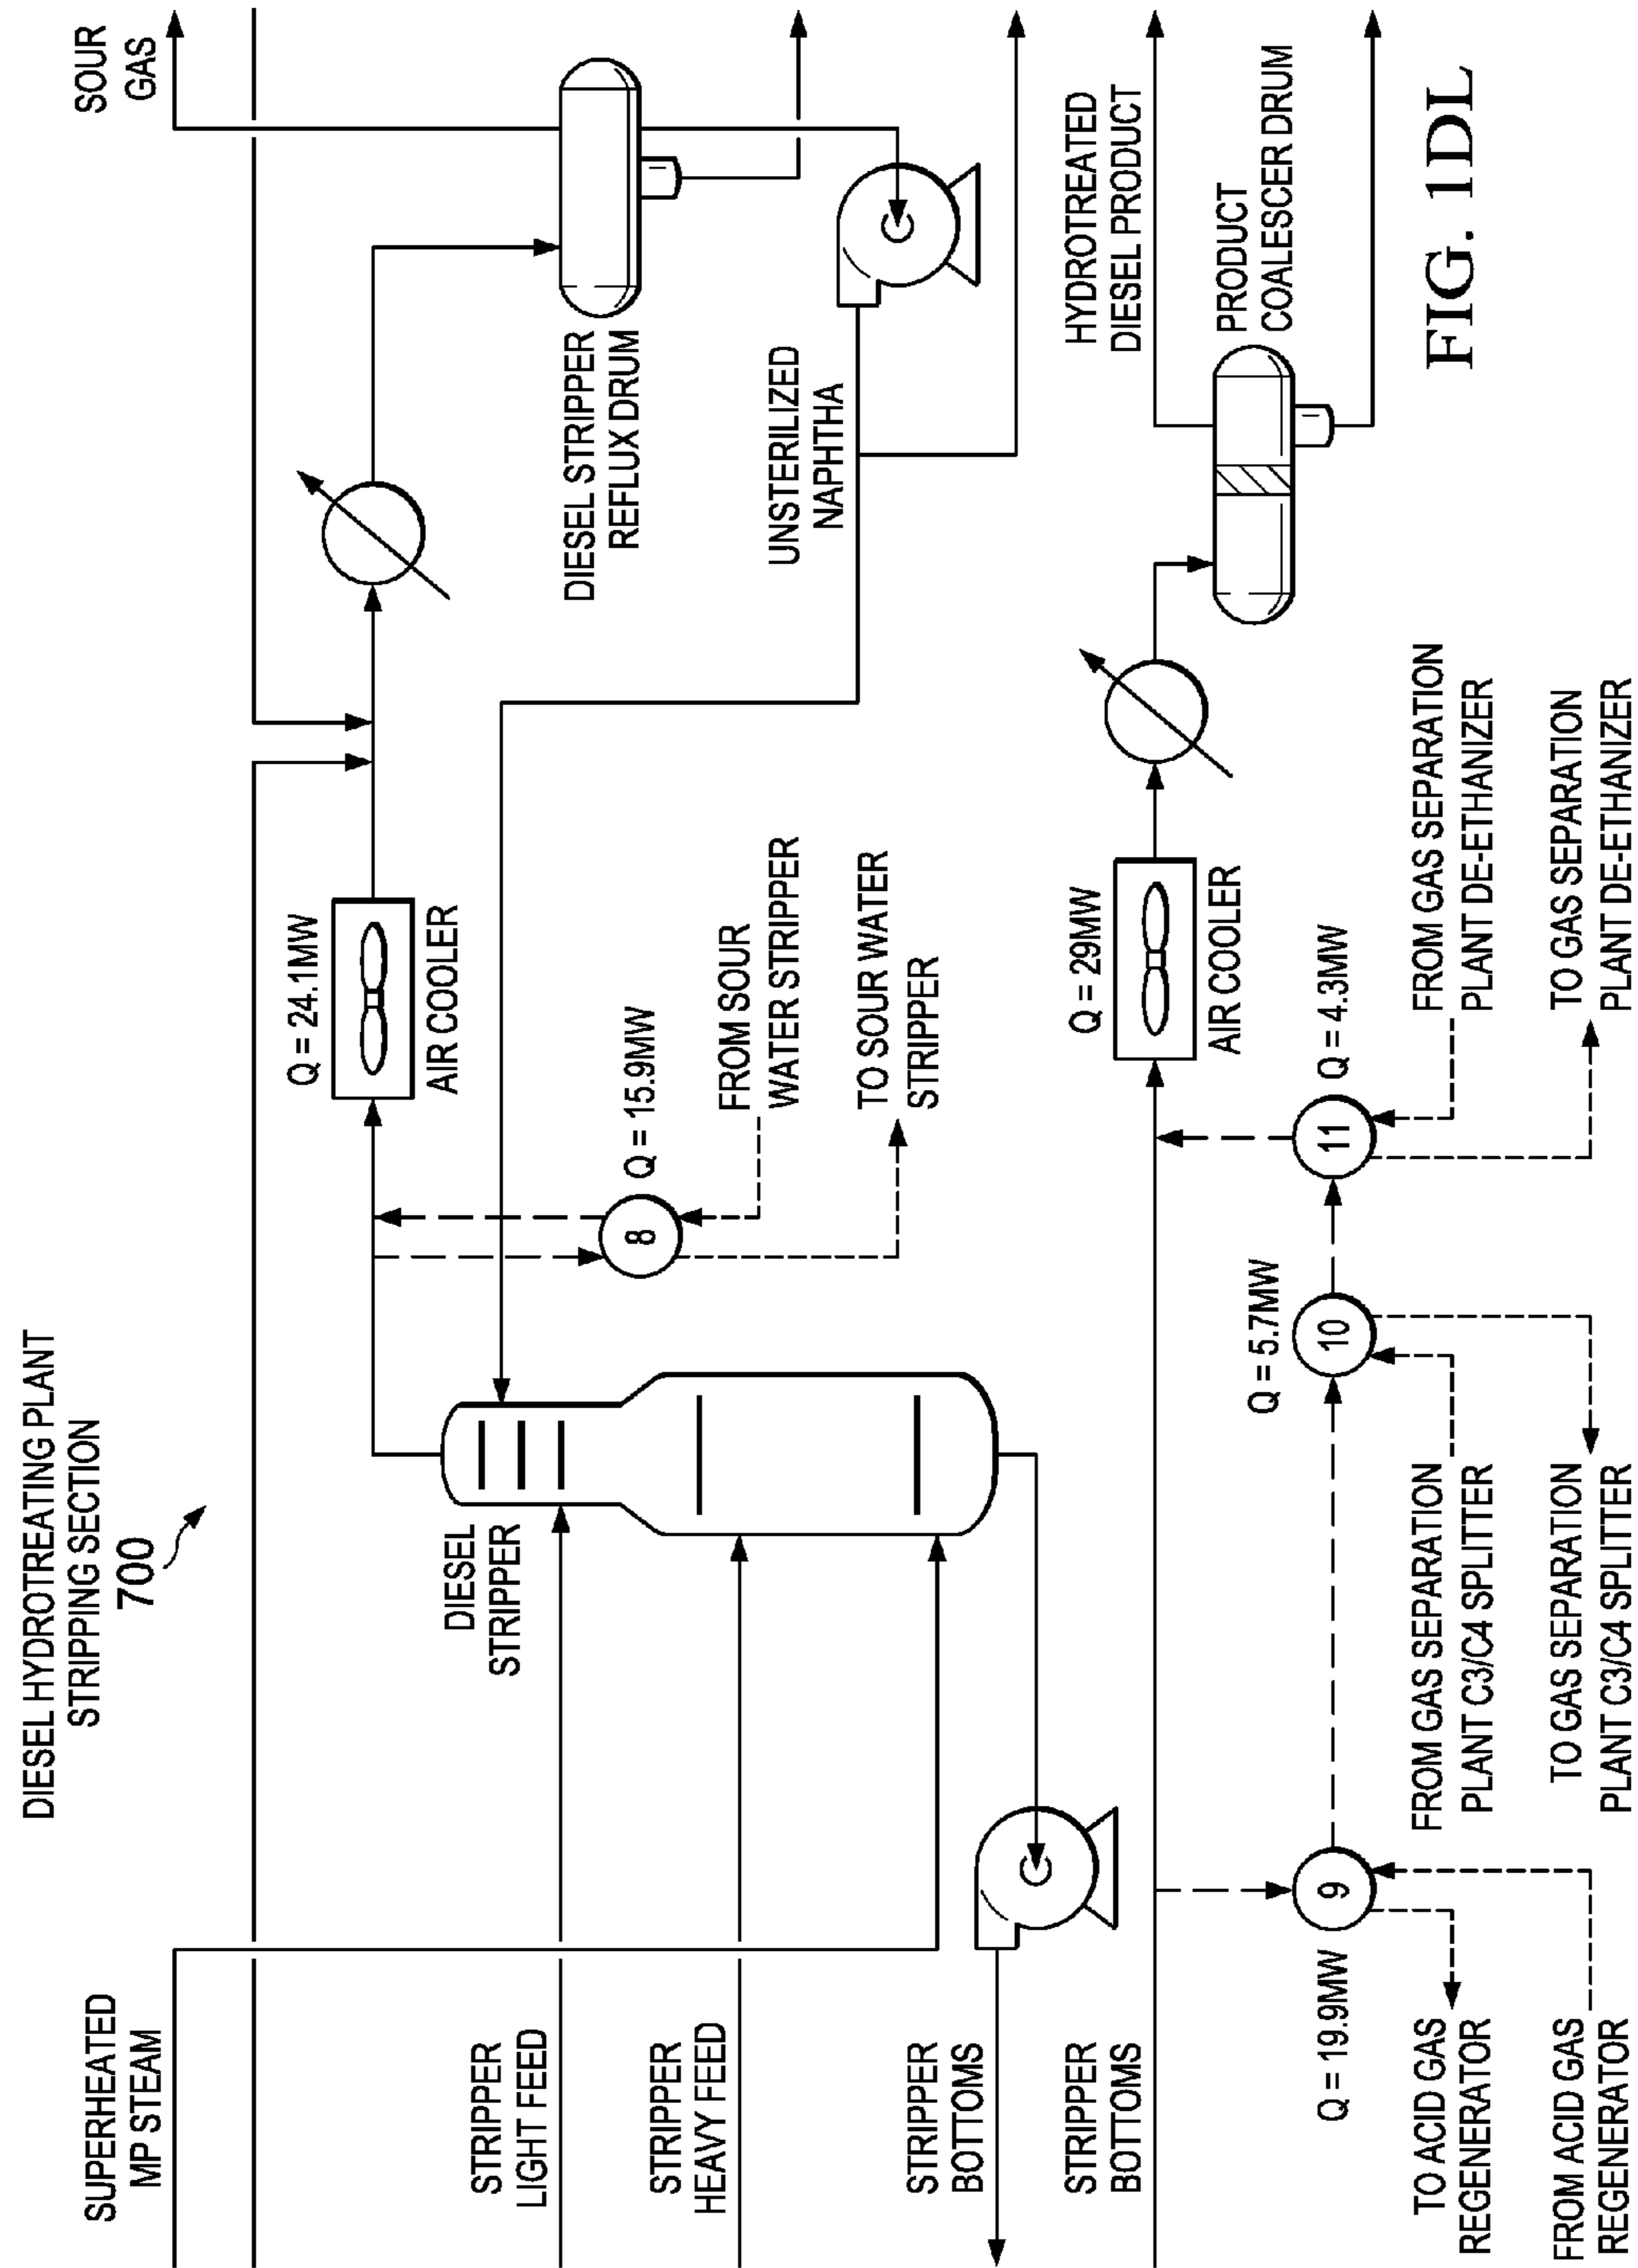 DIESEL HYDROTREATING PLANT
STRIPPING SECTION
700
SUPERHEATED
MP STEAM
STRIPPER
LIGHT FEED
STRIPPER
HEAVY FEED
STRIPPER
BOTTOMS
STRIPPER
BOTTOMS
DIESEL
STRIPPER
Q = 24.1MW
AIR COOLER
8
Q = 15.9MW
FROM SOUR
WATER STRIPPER
TO SOUR WATER
STRIPPER
SOUR
GAS
DIESEL STRIPPER
REFLUX DRUM
UNSTERILIZED
NAPHTHA
Q = 29MW
AIR COOLER
HYDROTREATED
DIESEL PRODUCT
PRODUCT
COALESCER DRUM
Q = 19.9MW
9
TO ACID GAS
REGENERATOR
FROM ACID GAS
REGENERATOR
Q = 5.7MW
10
FROM GAS SEPARATION
PLANT C3/C4 SPLITTER
TO GAS SEPARATION
PLANT C3/C4 SPLITTER
11
Q = 4.3MW
FROM GAS SEPARATION
PLANT DE-ETHANIZER
TO GAS SEPARATION
PLANT DE-ETHANIZER
FIG. 1DL